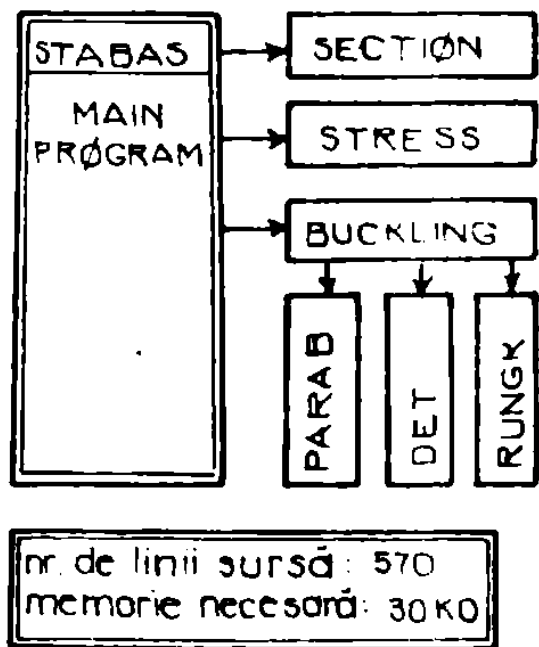 STABAS
MAIN
PRØGRAM
SECTIØN
STRESS
BUCKLING
PARAB
DET
RUNGK
nr. de linii sursă: 570
memorie necesară: 30 KO